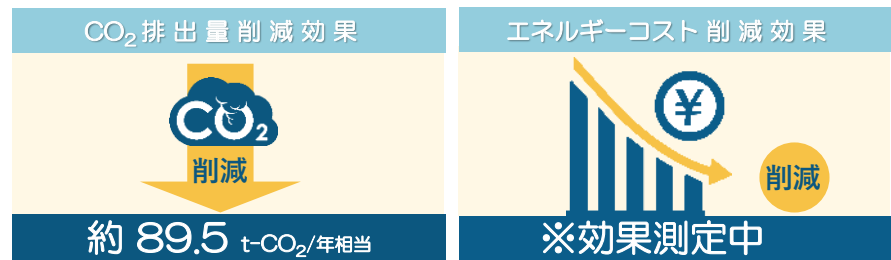 CO₂排出量削減効果
CO₂
削減
約 89.5 t-CO₂/年相当
エネルギーコスト削減効果
¥
削減
※効果測定中